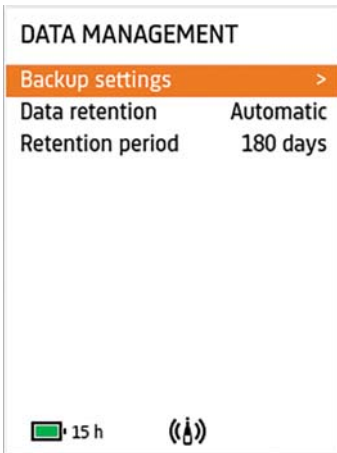 DATA MANAGEMENT
Backup settings >
Data retention Automatic
Retention period 180 days
15 h